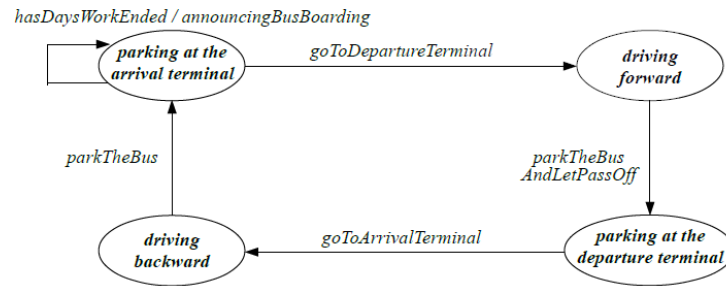 hasDaysWorkEnded / announcingBusBoarding
parking at the
arrival terminal
goToDepartureTerminal
driving
forward
parkTheBus
parkTheBus
AndLetPassOff
driving
backward
goToArrivalTerminal
parking at the
departure terminal